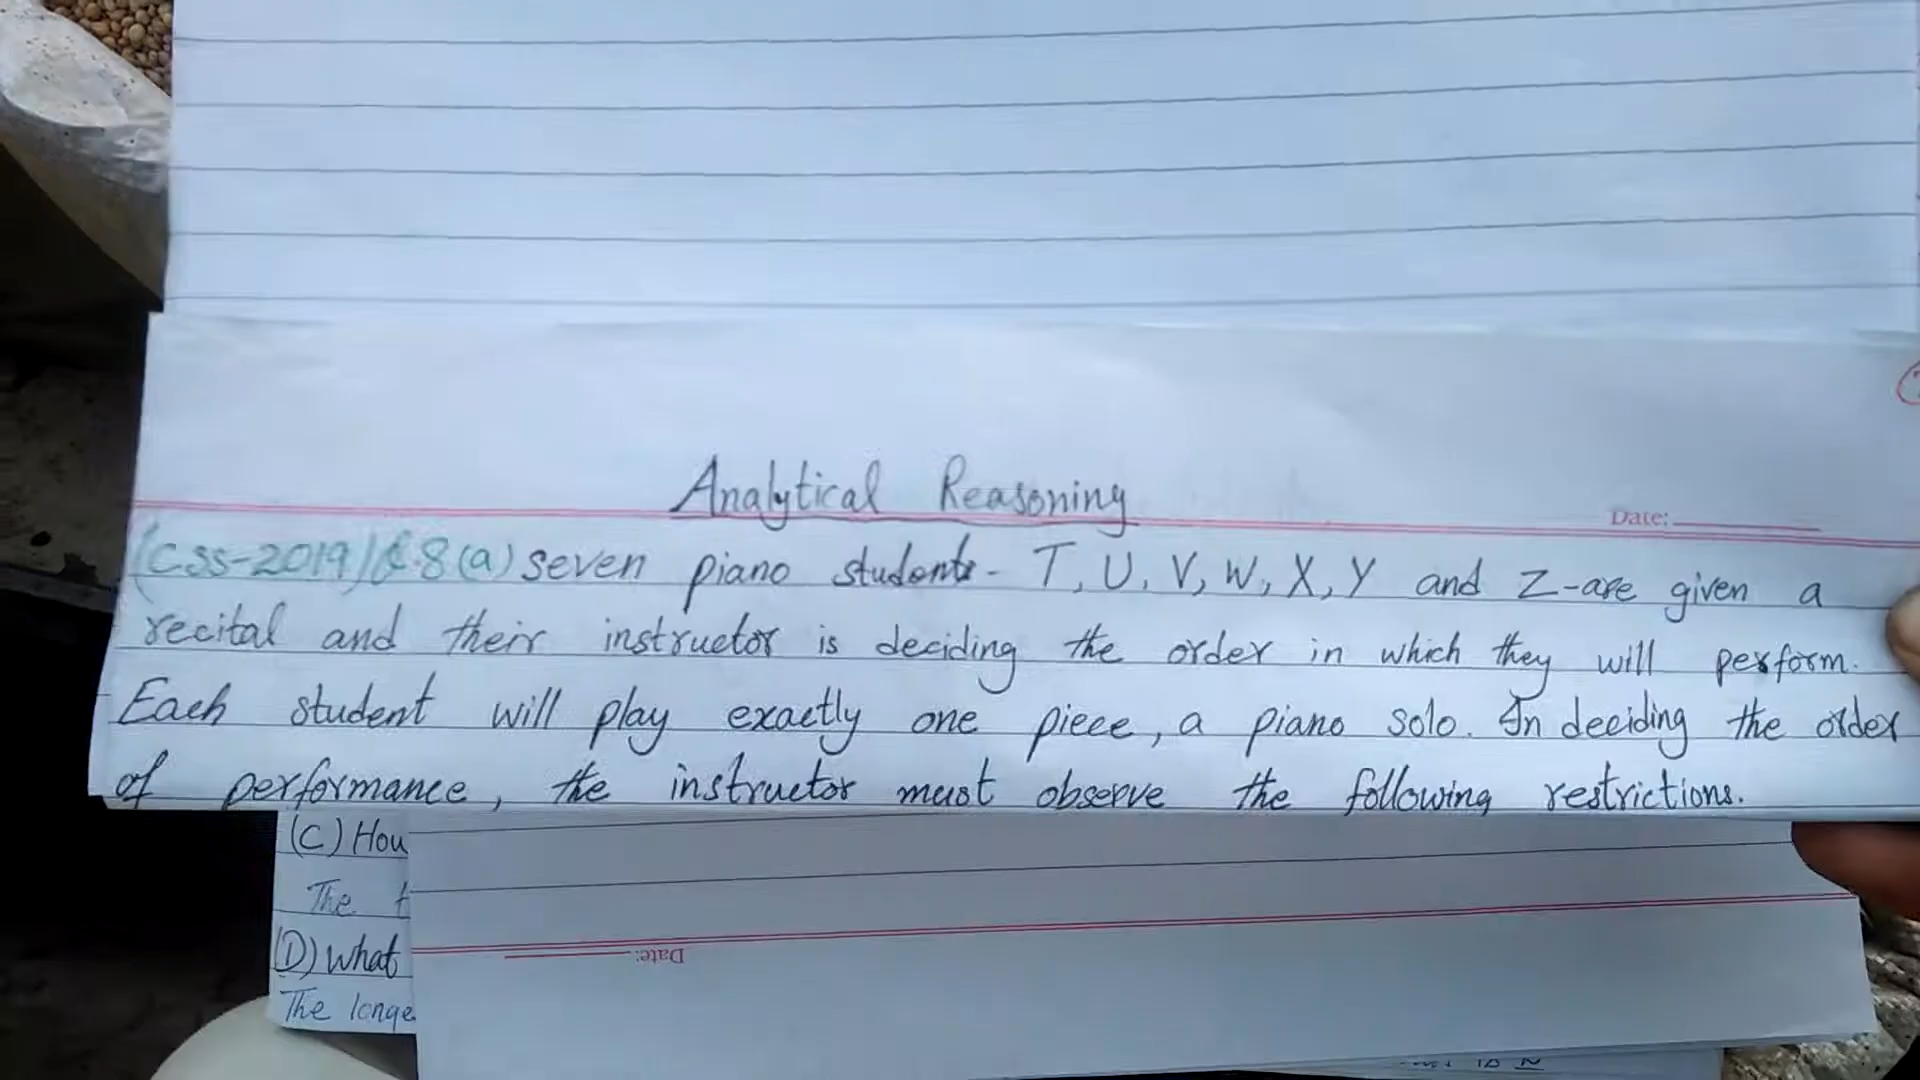 Analytical Reasoning
Date:
(CSS-2019) Q.8(a) seven piano students - T, U, V, W, X, Y and Z-are given a
recital and their instructor is deciding the order in which they will perform.
Each student will play exactly one piece, a piano solo. In deciding the order
of performance, the instructor must observe the following restrictions.
(C) How
The t
(D) what
Date:
The longe